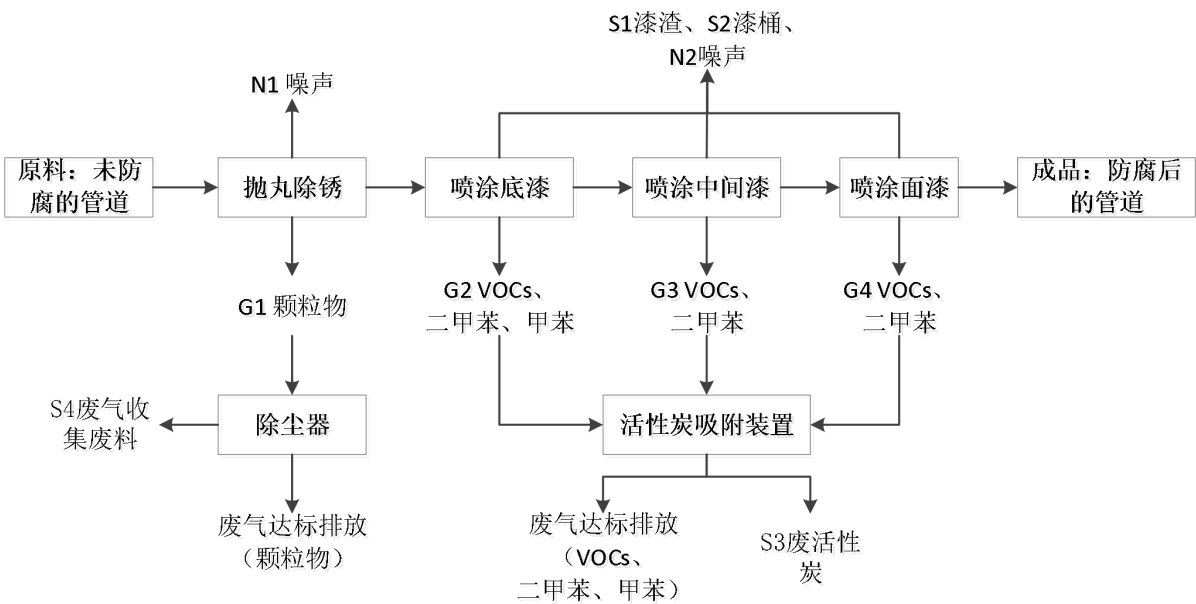 S1漆渣、S2漆桶、
N2噪声
N1 噪声
原料：未防
腐的管道
抛丸除锈
喷涂底漆
喷涂中间漆
喷涂面漆
成品：防腐后
的管道
G1 颗粒物
G2 VOCs、
二甲苯、甲苯
G3 VOCs、
二甲苯
G4 VOCs、
二甲苯
S4废气收
集废料
除尘器
活性炭吸附装置
废气达标排放
（颗粒物）
废气达标排放
（VOCs、
二甲苯、甲苯）
S3废活性
炭